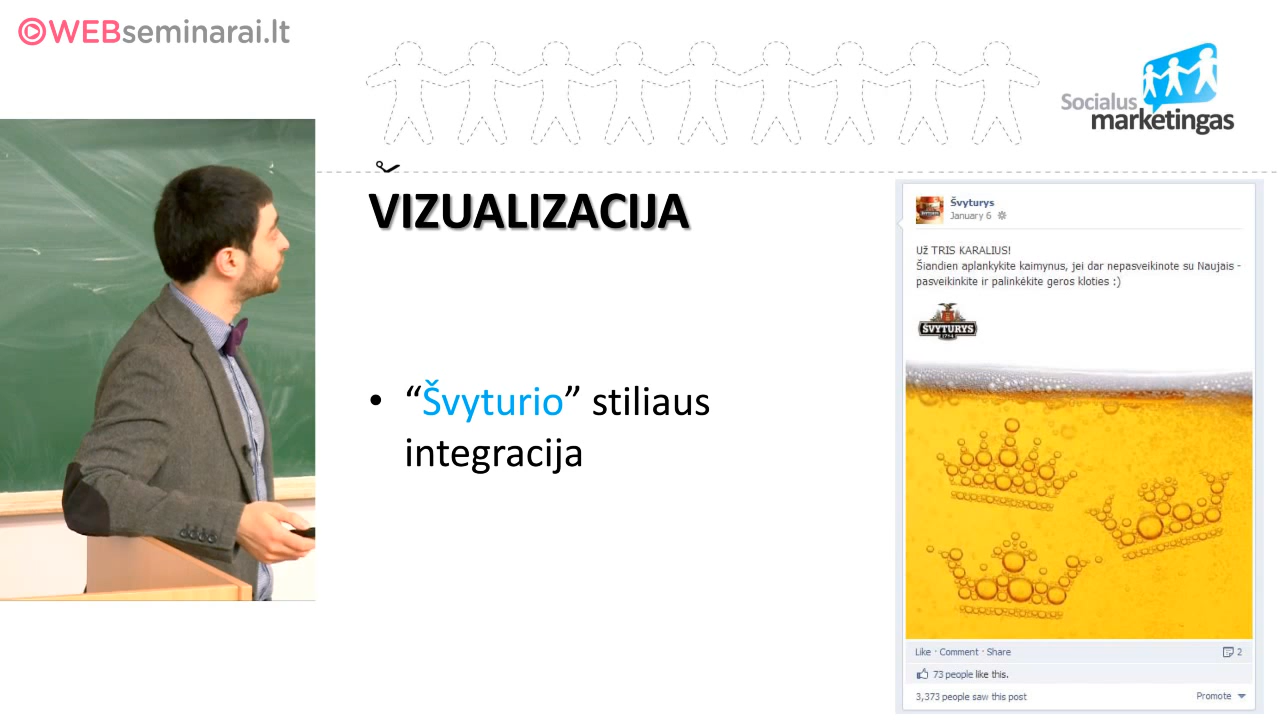 WEBseminarai.lt
Socialus
marketingas
VIZUALIZACIJA
• “Švyturio” stiliaus
integracija
Švyturys
January 6
UŽ TRIS KARALIUS!
Šiandien aplankykite kaimynus, jei dar nepasveikinote su Naujais -
pasveikinkite ir palinkėkite geros kloties :)
ŠVYTURYS
1784
Like · Comment · Share
2
73 people like this.
3,373 people saw this post
Promote